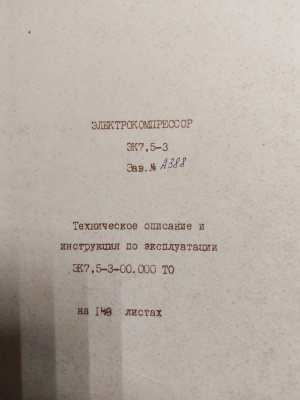 ЭЛЕКТРОКОМПРЕССОР
ЭК7,5-3
Зав.№ А388
Техническое описание и
инструкция по эксплуатации
ЭК7,5-3-00.000 ТО
на листах